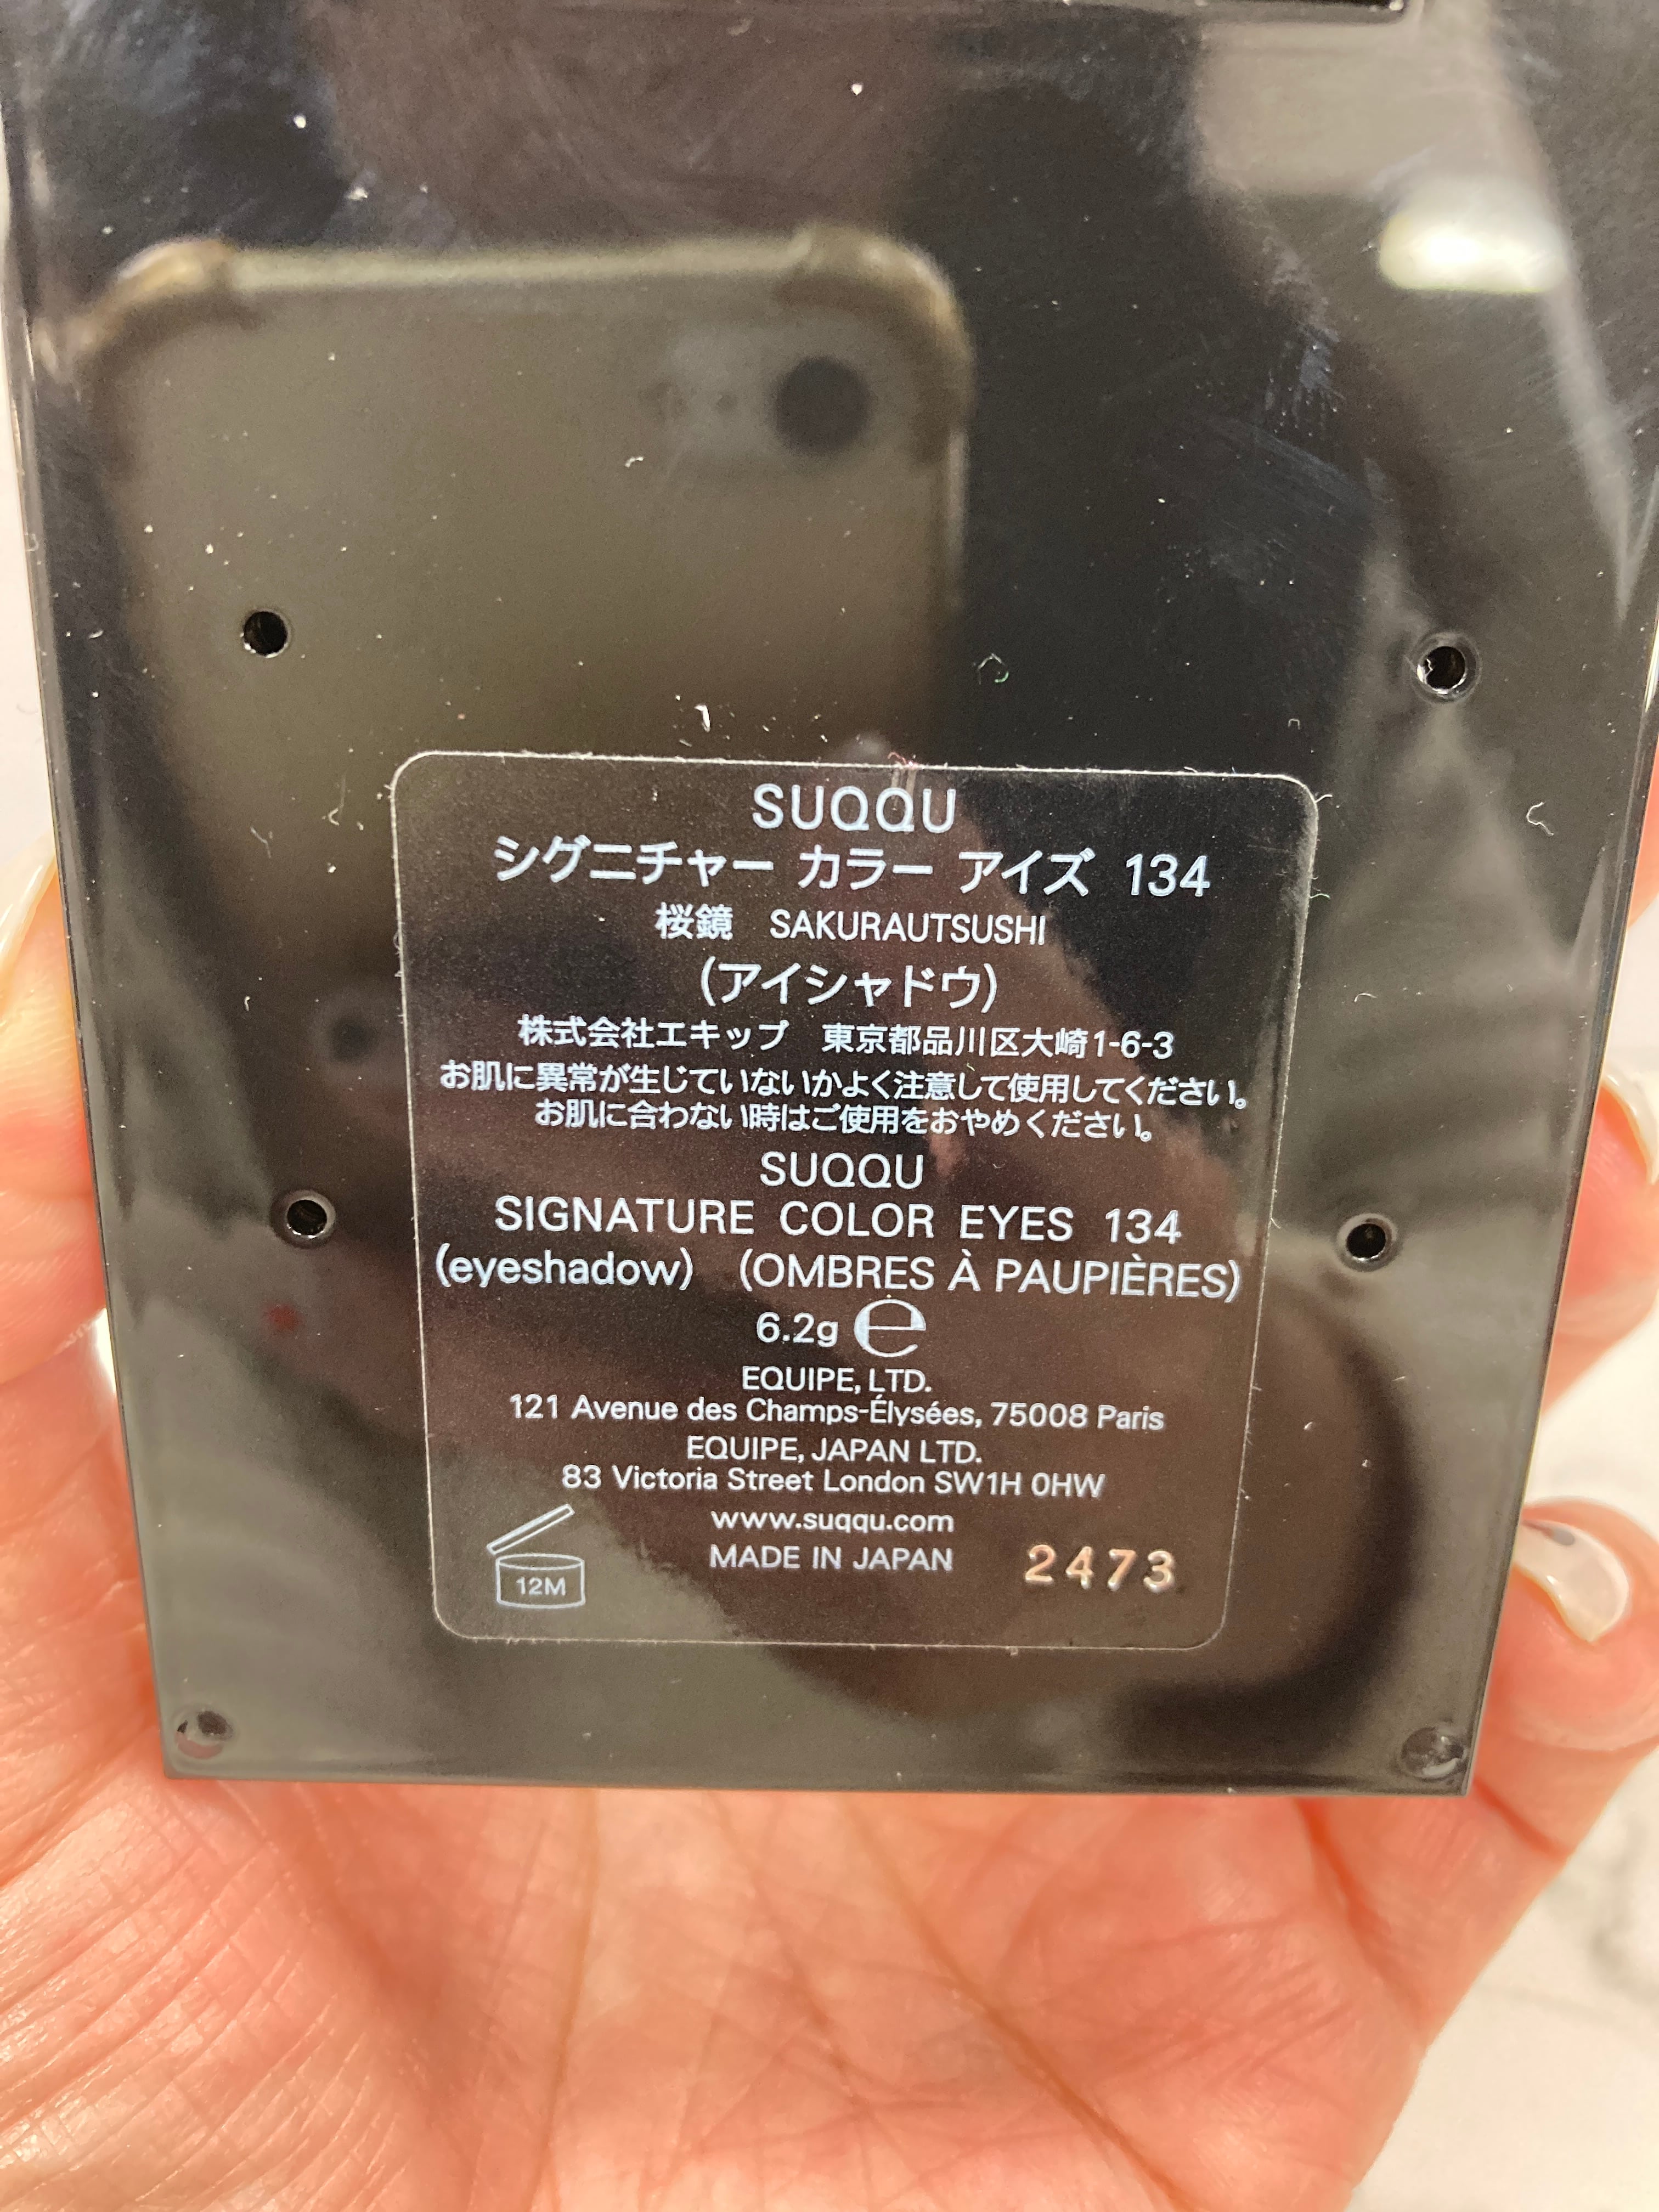 SUQQU
シグニチャー カラー アイズ 134
桜鏡 SAKURAUTSUSHI
(アイシャドウ)
株式会社エキップ 東京都品川区大崎1-6-3
お肌に異常が生じていないかよく注意して使用してください。
お肌に合わない時はご使用をおやめください。
SUQQU
SIGNATURE COLOR EYES 134
(eyeshadow) (OMBRES À PAUPIÈRES)
6.2g ℮
EQUIPE, LTD.
121 Avenue des Champs-Élysées, 75008 Paris
EQUIPE, JAPAN LTD.
83 Victoria Street London SW1H 0HW
www.suqqu.com
MADE IN JAPAN
12M
2473